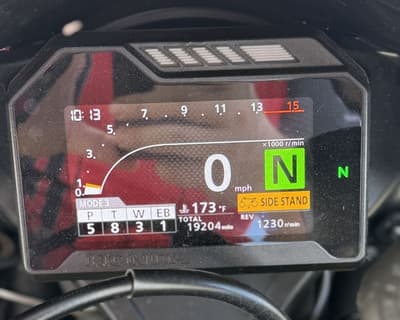 10:13 5 7 9 11 13 15
3
1
0
×1000 r/min
0 mph N N
MODE 3
P T W EB
5 8 3 1
173 °F
SIDE STAND
TOTAL
19204 mile
REV
1230 r/min